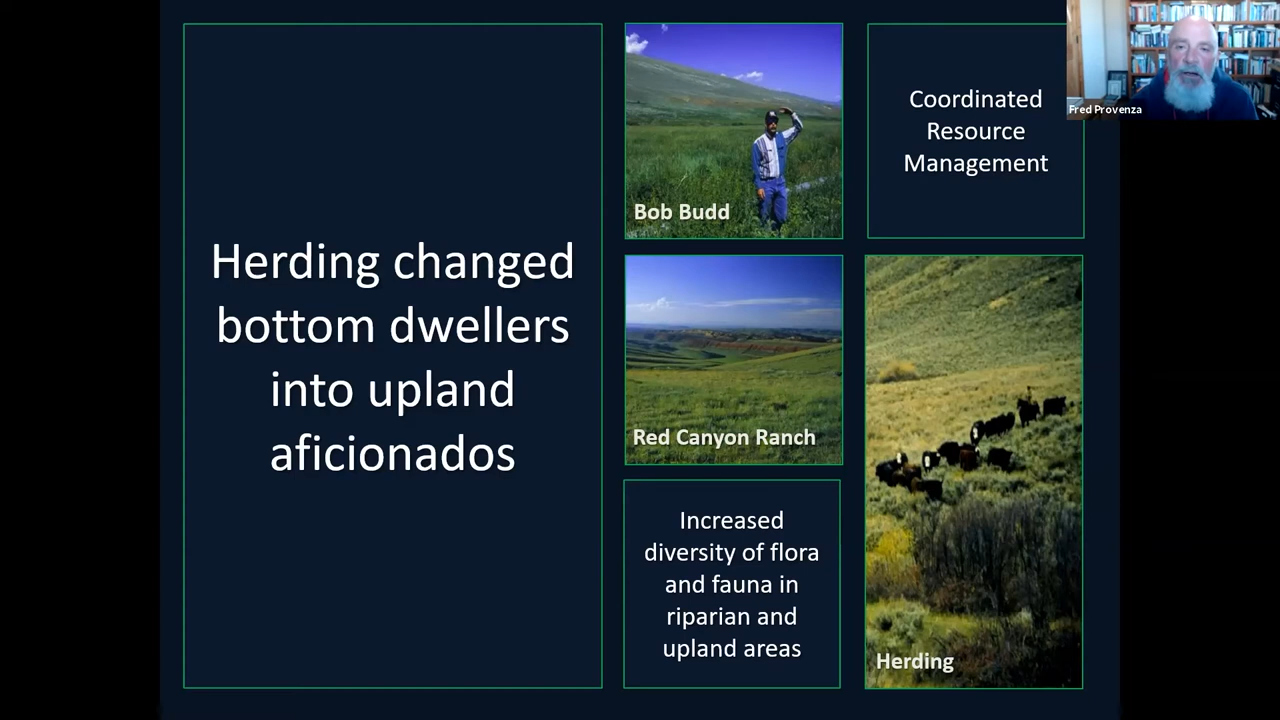 Herding changed
bottom dwellers
into upland
aficionados
Bob Budd
Coordinated
Resource
Management
Fred Provenza
Red Canyon Ranch
Increased
diversity of flora
and fauna in
riparian and
upland areas
Herding